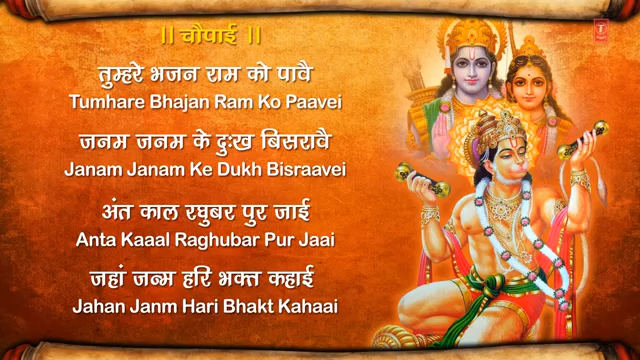 ॥ चौपाई ॥
तुम्हरे भजन राम को पावै
Tumhare Bhajan Ram Ko Paavei
जनम जनम के दुःख बिसरावै
Janam Janam Ke Dukh Bisraavei
अंत काल रघुबर पुर जाई
Anta Kaaal Raghubar Pur Jaai
जहां जन्म हरि भक्त कहाई
Jahan Janm Hari Bhakt Kahaai
T-Series